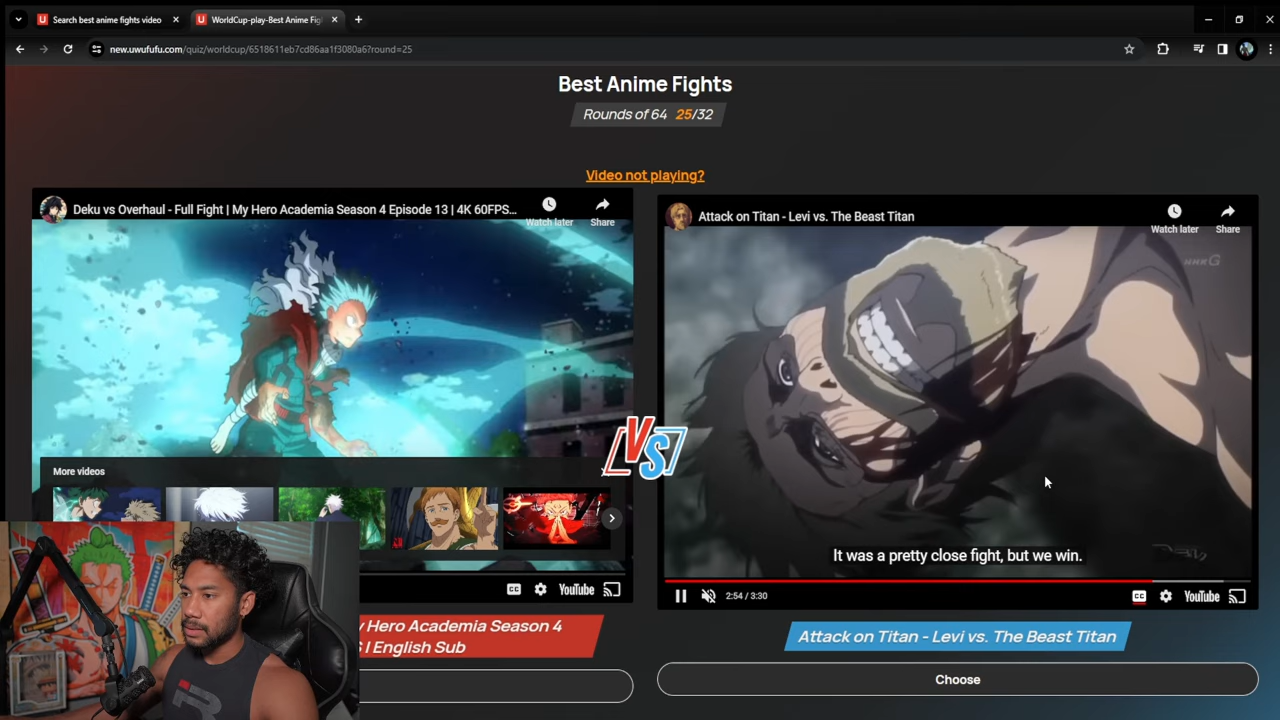 Search best anime fights video
WorldCup-play-Best Anime Fig
new.uwufufu.com/quiz/worldcup/6518611eb7cd86aa1f3080a6?round=25
Best Anime Fights
Rounds of 64 25/32
Video not playing?
Deku vs Overhaul - Full Fight | My Hero Academia Season 4 Episode 13 | 4K 60FPS...
Watch later
Share
Attack on Titan - Levi vs. The Beast Titan
Watch later
Share
VS
More videos
It was a pretty close fight, but we win.
CC
YouTube
2:54 / 3:30
CC
YouTube
y Hero Academia Season 4
| English Sub
Attack on Titan - Levi vs. The Beast Titan
Choose